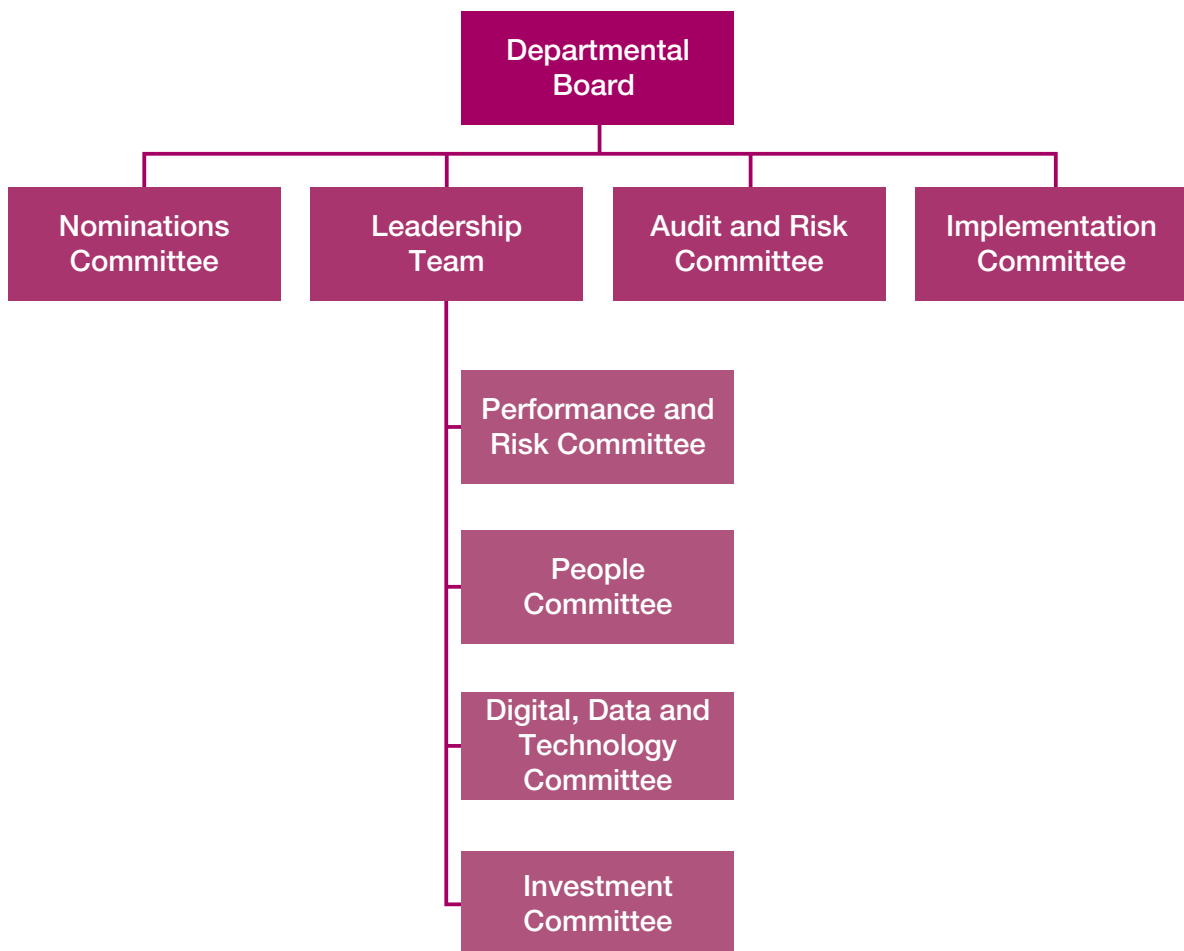 Departmental
Board
Nominations
Committee
Leadership
Team
Audit and Risk
Committee
Implementation
Committee
Performance and
Risk Committee
People
Committee
Digital, Data and
Technology
Committee
Investment
Committee